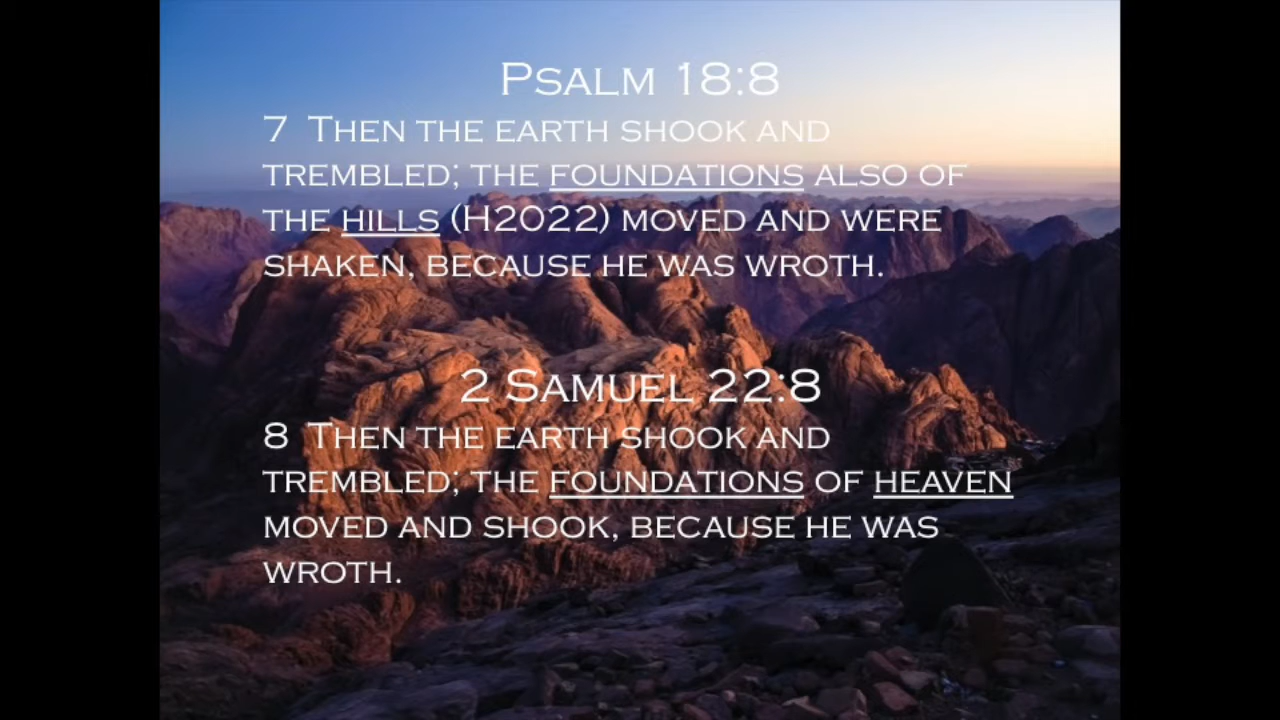 Psalm 18:8
7 Then the earth shook and
trembled; the foundations also of
the hills (H2022) moved and were
shaken, because he was wroth.
2 Samuel 22:8
8 Then the earth shook and
trembled; the foundations of heaven
moved and shook, because he was
wroth.